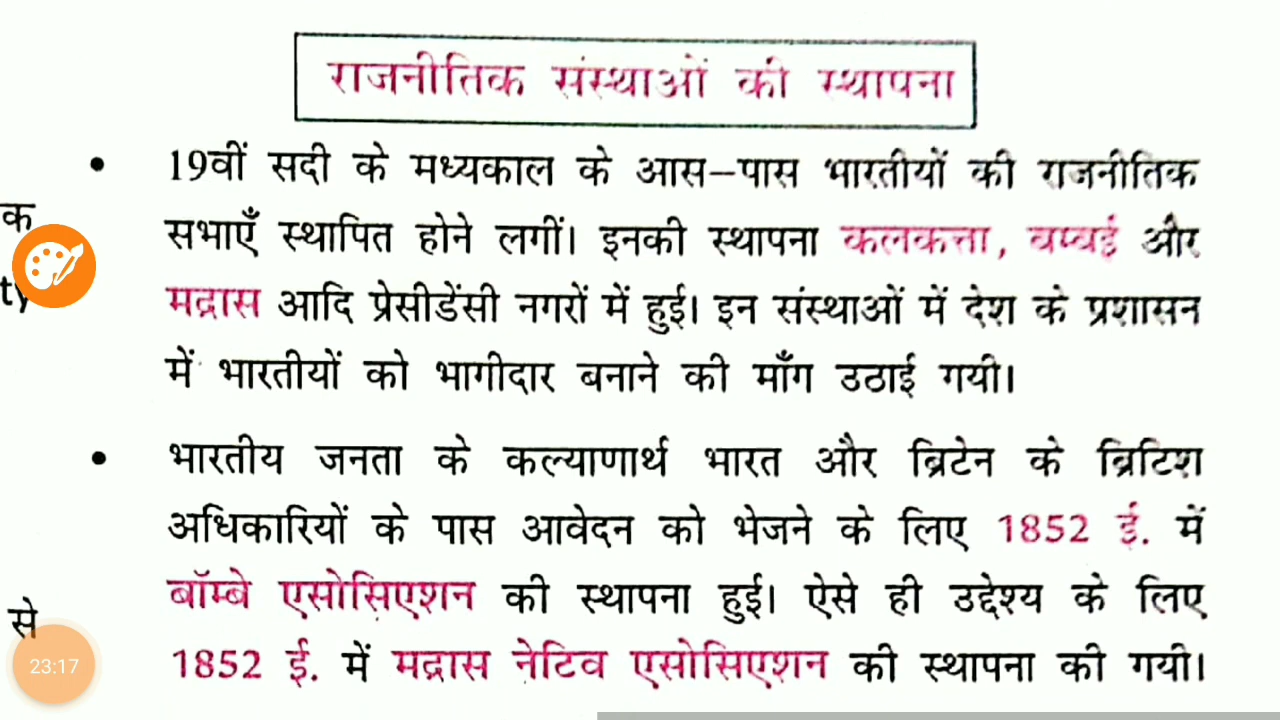 राजनीतिक संस्थाओं की स्थापना
• 19वीं सदी के मध्यकाल के आस–पास भारतीयों की राजनीतिक
सभाएँ स्थापित होने लगीं। इनकी स्थापना कलकत्ता, बम्बई और
मद्रास आदि प्रेसीडेंसी नगरों में हुई। इन संस्थाओं में देश के प्रशासन
में भारतीयों को भागीदार बनाने की माँग उठाई गयी।
• भारतीय जनता के कल्याणार्थ भारत और ब्रिटेन के ब्रिटिश
अधिकारियों के पास आवेदन को भेजने के लिए 1852 ई. में
बॉम्बे एसोसिएशन की स्थापना हुई। ऐसे ही उद्देश्य के लिए
1852 ई. में मद्रास नेटिव एसोसिएशन की स्थापना की गयी।
क
ty
से
23:17